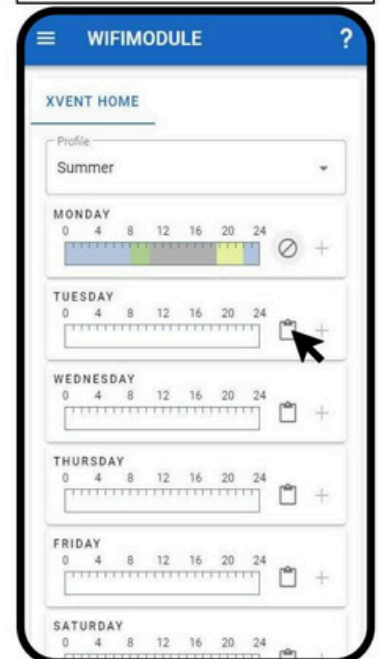 WIFIMODULE ?
XVENT HOME
Profile
Summer
MONDAY
0 4 8 12 16 20 24
TUESDAY
0 4 8 12 16 20 24
WEDNESDAY
0 4 8 12 16 20 24
THURSDAY
0 4 8 12 16 20 24
FRIDAY
0 4 8 12 16 20 24
SATURDAY
0 4 8 12 16 20 24